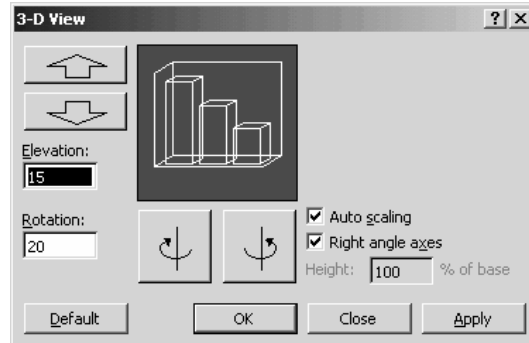 3-D View
Elevation:
15
Rotation:
20
Auto scaling
Right angle axes
Height: 100 % of base
Default OK Close Apply